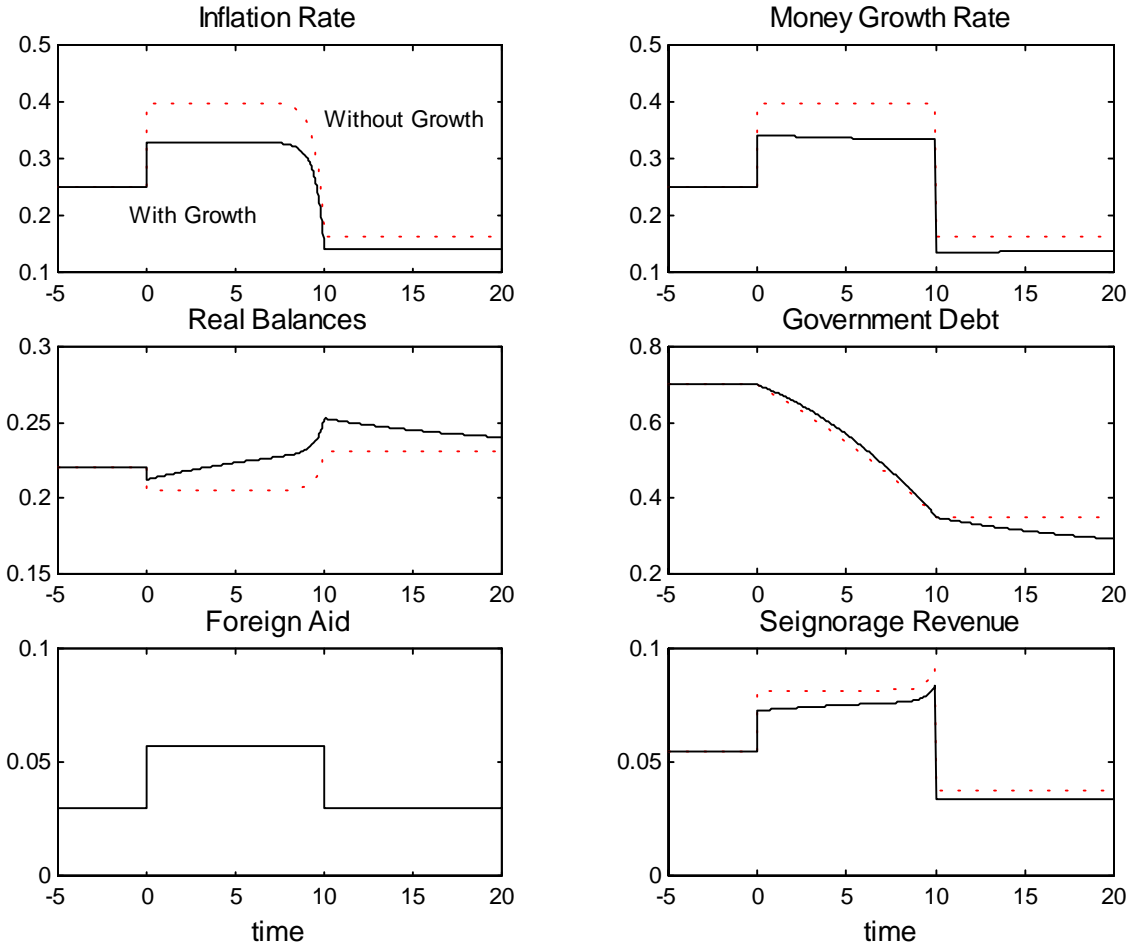 Inflation Rate
0.5
0.4
0.3
0.2
0.1
Without Growth
With Growth
-5 0 5 10 15 20
Money Growth Rate
0.5
0.4
0.3
0.2
0.1
-5 0 5 10 15 20
Real Balances
0.3
0.25
0.2
0.15
-5 0 5 10 15 20
Government Debt
0.8
0.6
0.4
0.2
-5 0 5 10 15 20
Foreign Aid
0.1
0.05
0
-5 0 5 10 15 20
time
Seignorage Revenue
0.1
0.05
0
-5 0 5 10 15 20
time